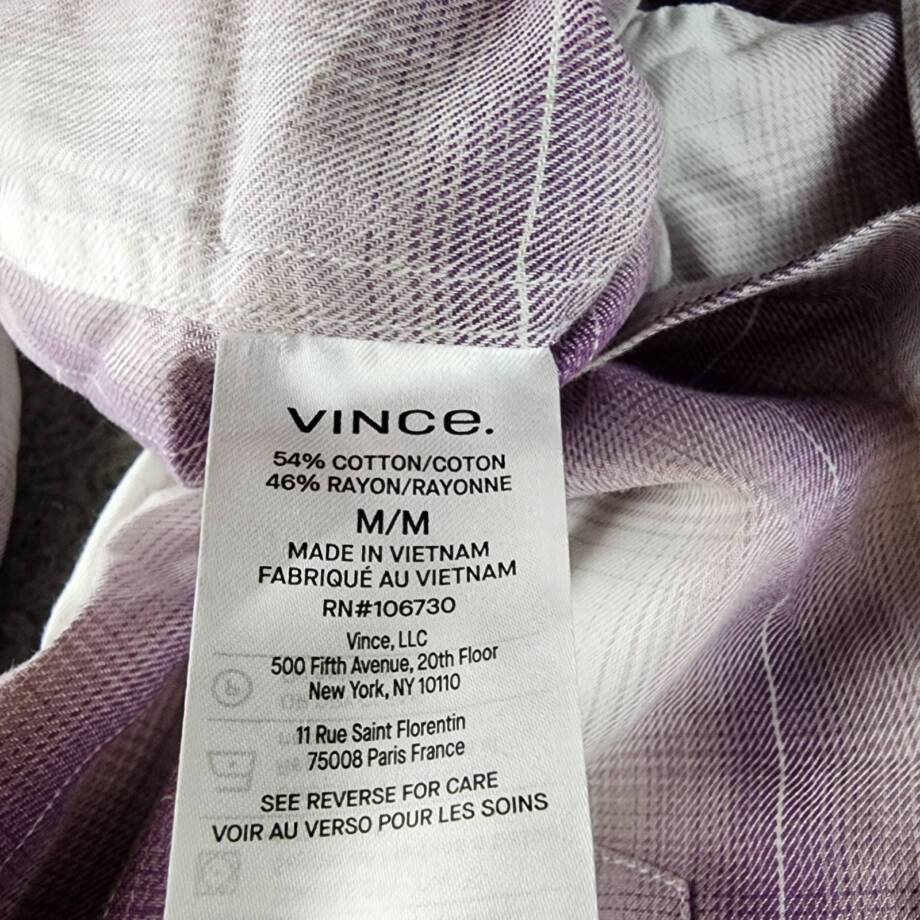 VINCE.
54% COTTON/COTON
46% RAYON/RAYONNE
M/M
MADE IN VIETNAM
FABRIQUÉ AU VIETNAM
RN#106730
Vince, LLC
500 Fifth Avenue, 20th Floor
New York, NY 10110
11 Rue Saint Florentin
75008 Paris France
SEE REVERSE FOR CARE
VOIR AU VERSO POUR LES SOINS